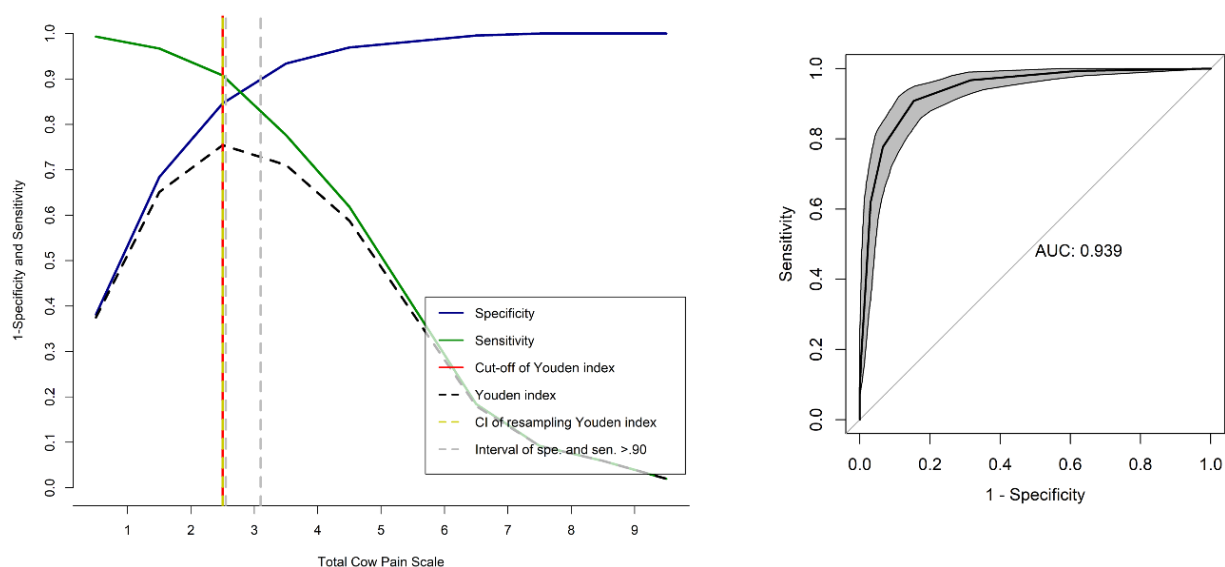 1-Specificity and Sensitivity
1.0
0.9
0.8
0.7
0.6
0.5
0.4
0.3
0.2
0.1
0.0
Specificity
Sensitivity
Cut-off of Youden index
Youden index
CI of resampling Youden index
Interval of spe. and sen. >.90
1 2 3 4 5 6 7 8 9
Total Cow Pain Scale
Sensitivity
1.0
0.8
0.6
0.4
0.2
0.0
AUC: 0.939
0.0 0.2 0.4 0.6 0.8 1.0
1 - Specificity